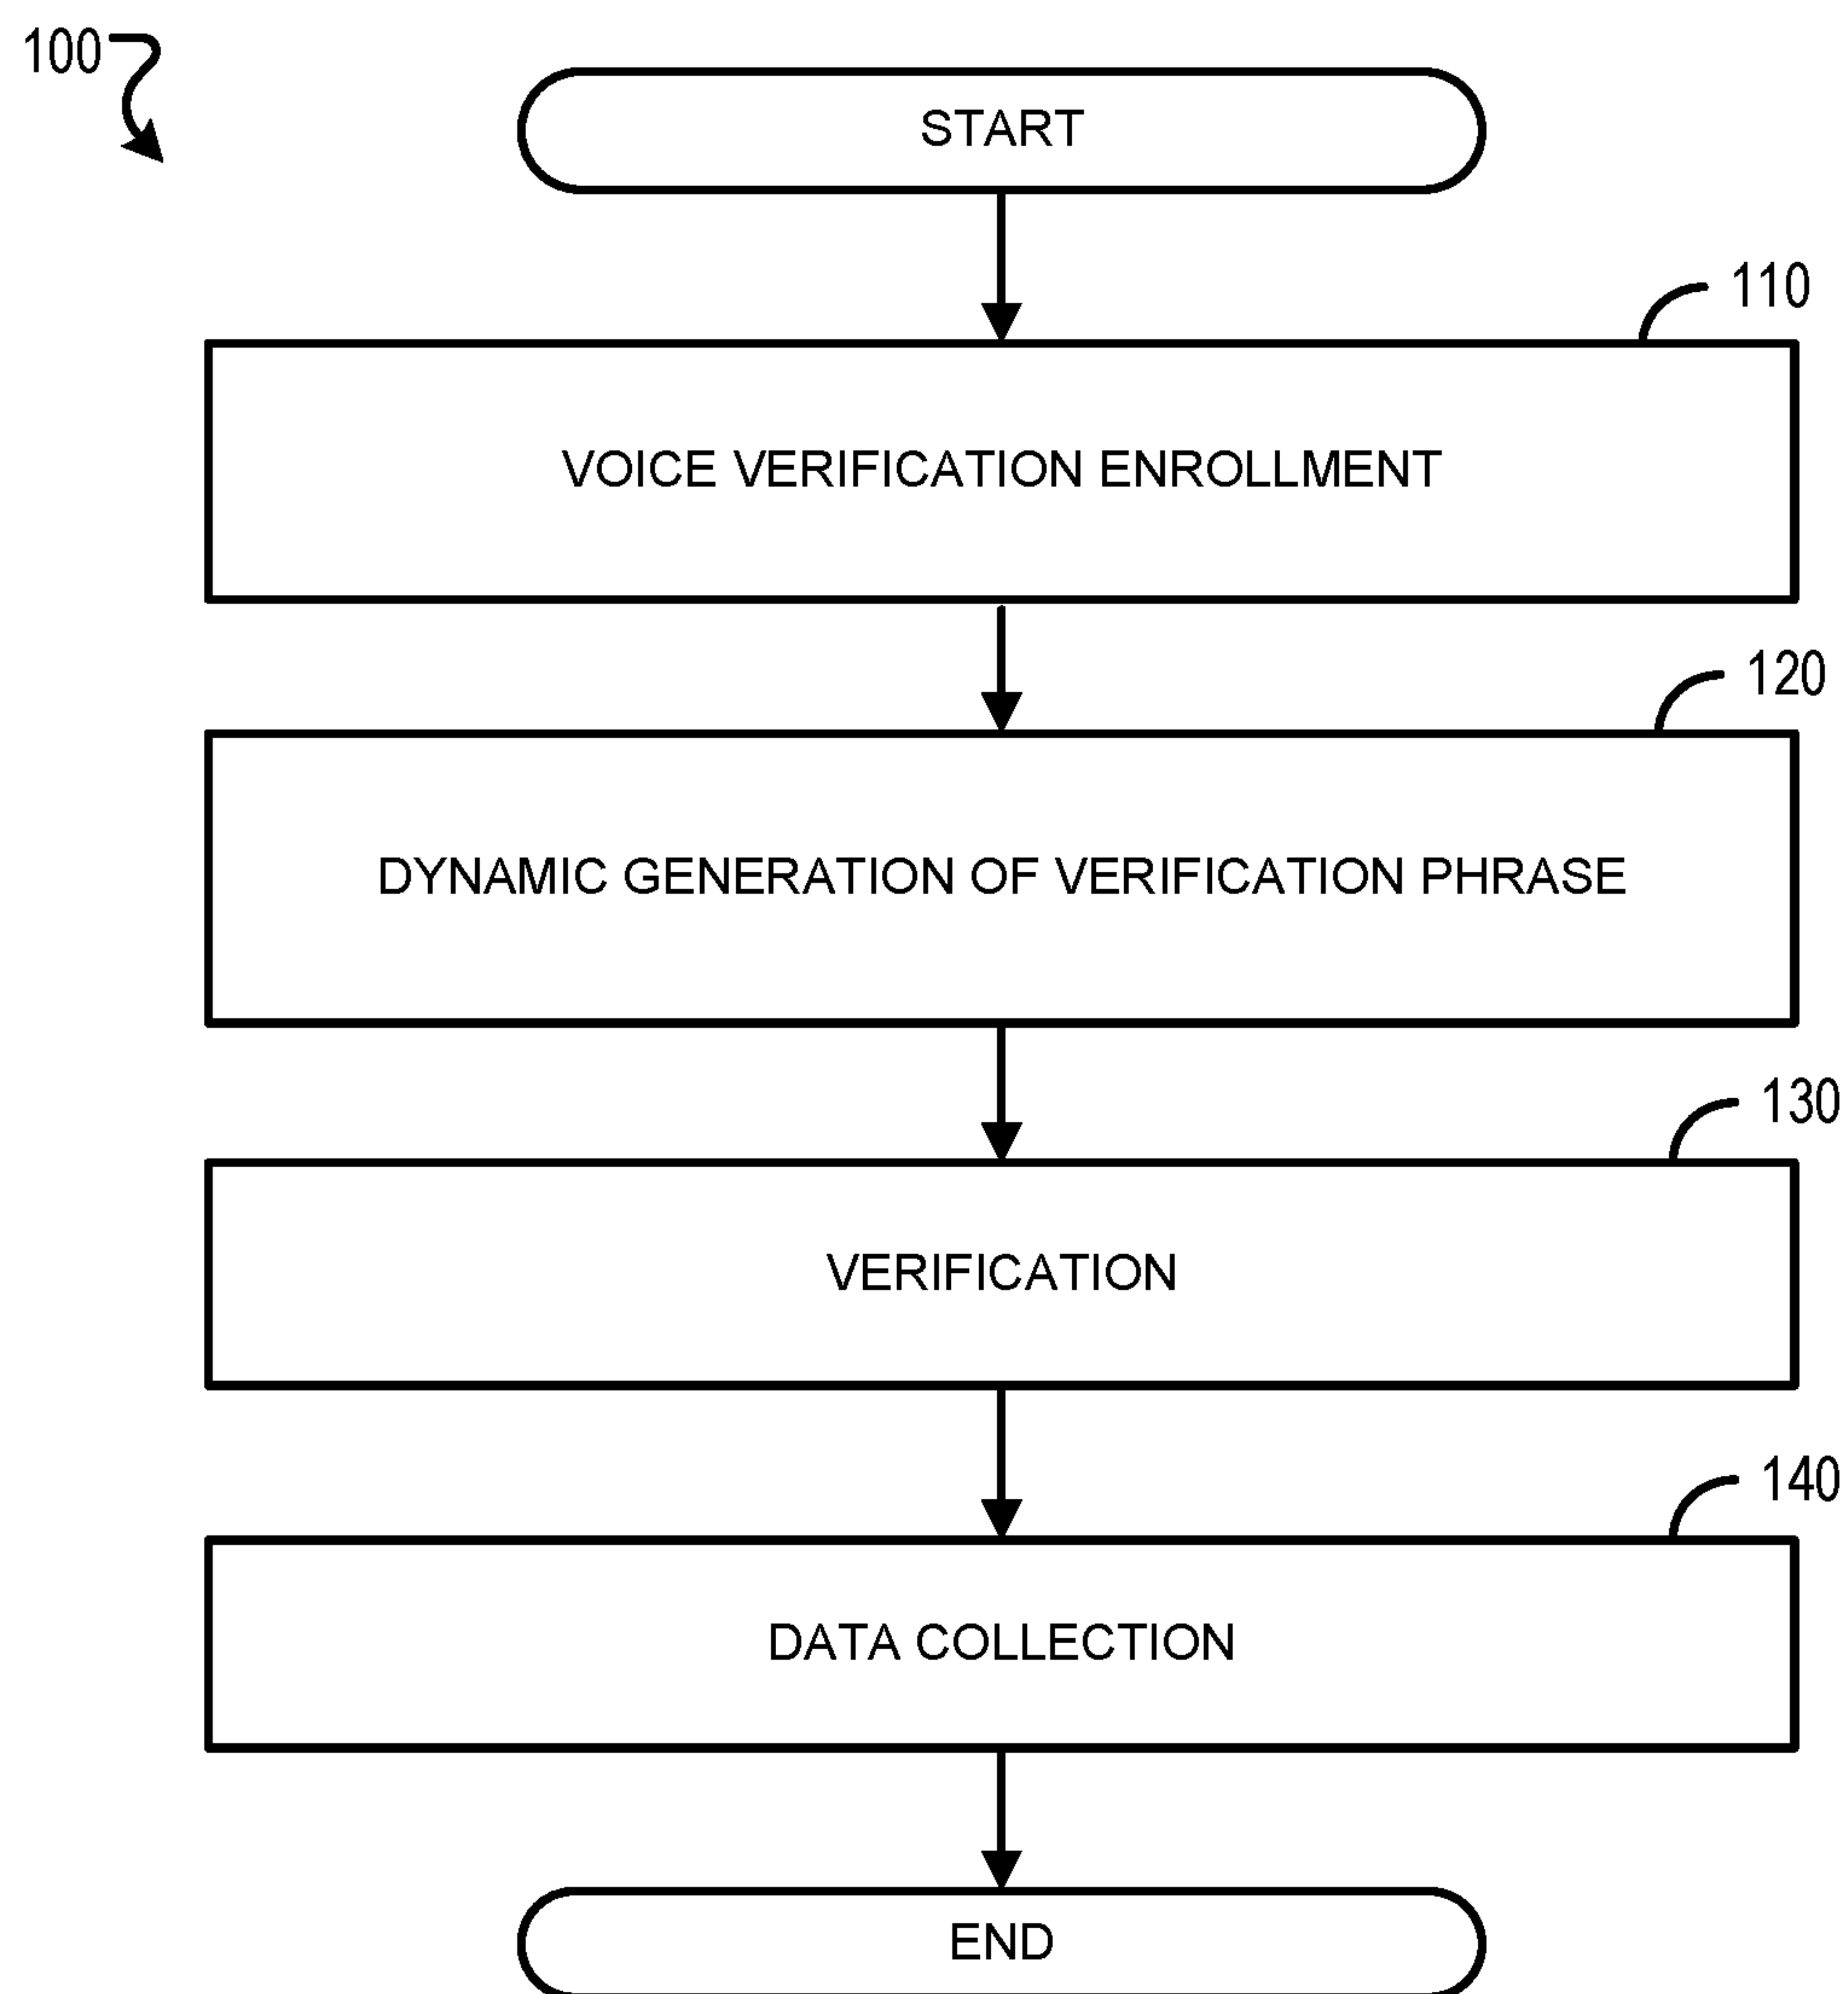 100
START
110
VOICE VERIFICATION ENROLLMENT
120
DYNAMIC GENERATION OF VERIFICATION PHRASE
130
VERIFICATION
140
DATA COLLECTION
END